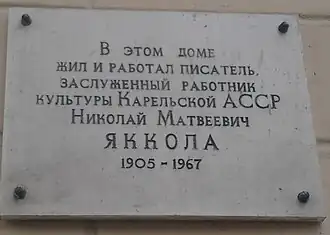 В этом доме
жил и работал писатель,
заслуженный работник
культуры Карельской АССР
Николай Матвеевич
ЯККОЛА
1905 - 1967